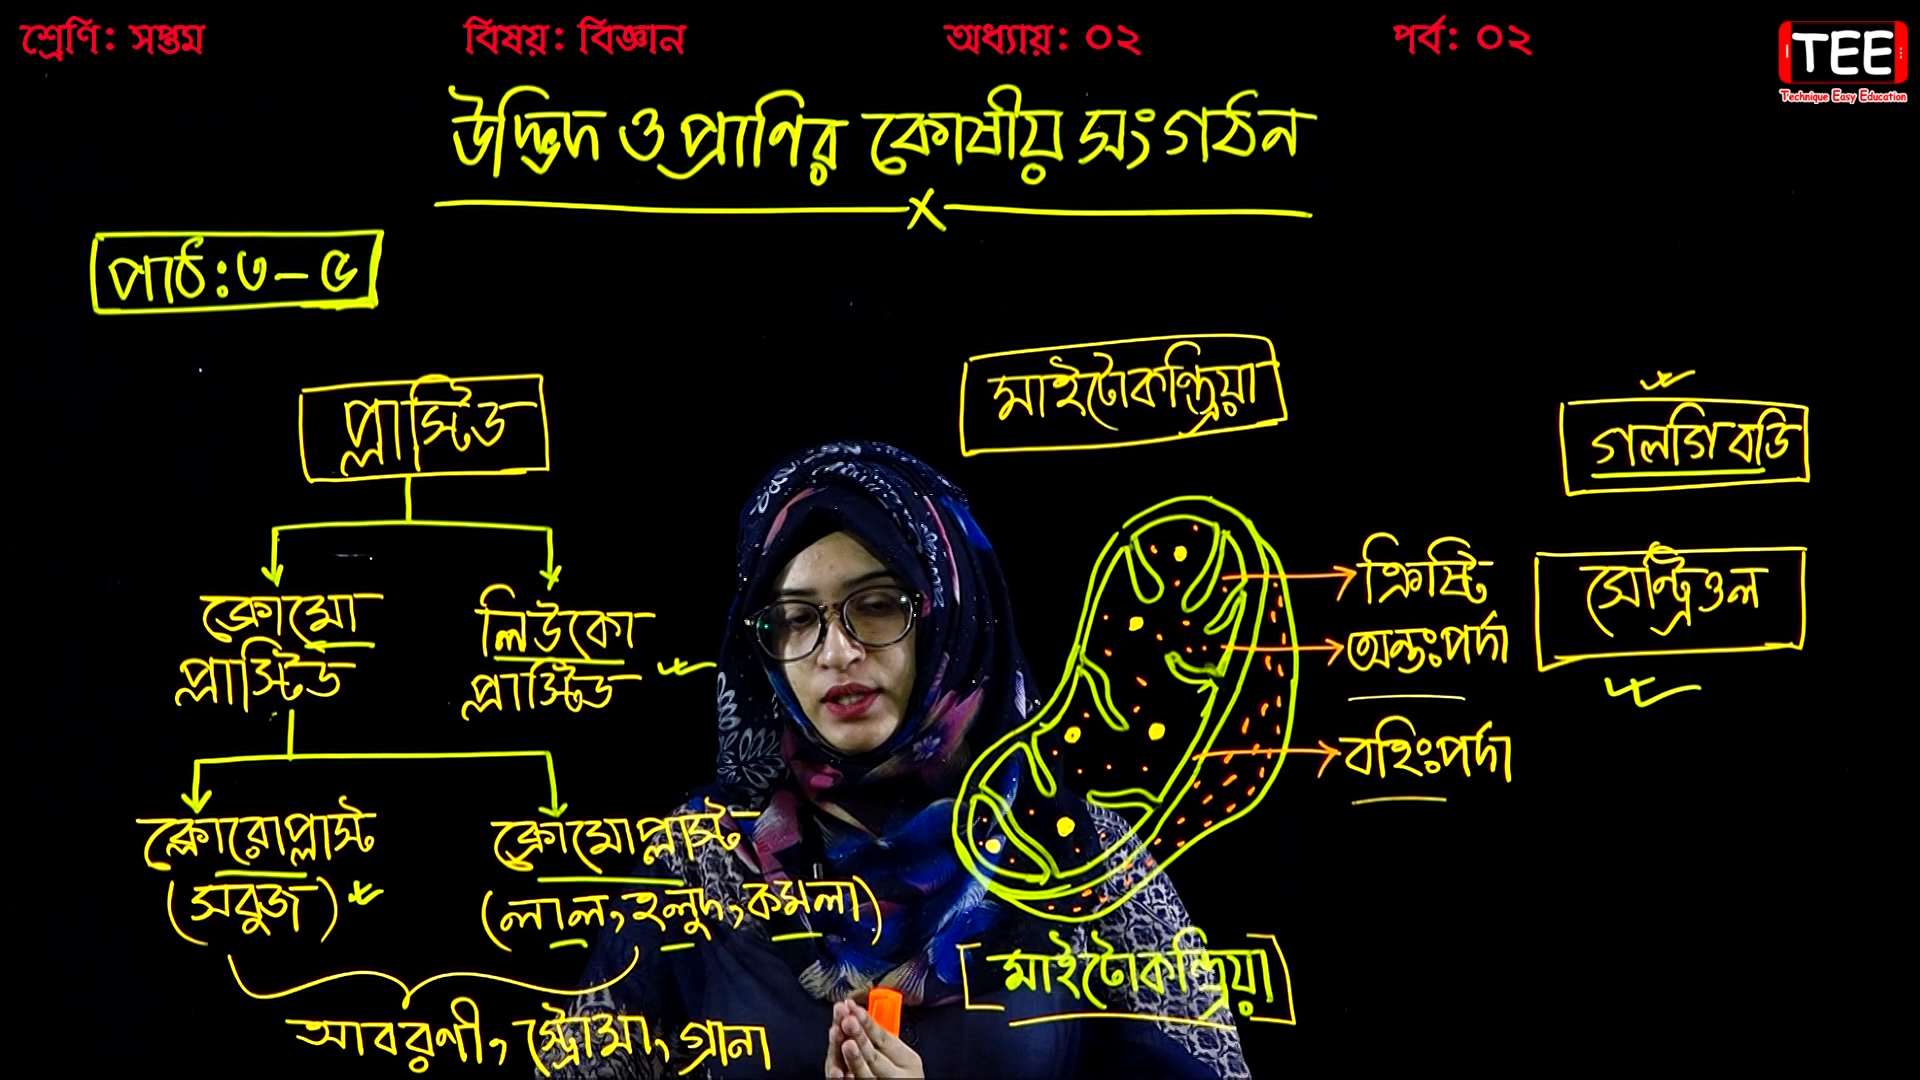 শ্রেণি: সপ্তম বিষয়: বিজ্ঞান অধ্যায়: ০২ পর্ব: ০২
TEE
Technique Easy Education
উদ্ভিদ ও প্রাণির কোষীয় সংগঠন
পাঠ: ৩-৫
প্লাস্টিড
ক্রোমো
প্লাস্টিড
লিউকো
প্লাস্টিড
ক্লোরোপ্লাস্ট
(সবুজ)
ক্রোমোপ্লাস্ট
(লাল, হলুদ, কমলা)
আবরণী, স্ট্রোমা, গ্রানা
মাইটোকন্ড্রিয়া
ক্রিষ্টি
অন্তঃপর্দা
বহিঃপর্দা
[মাইটোকন্ড্রিয়া]
গলগি বডি
সেন্ট্রিওল